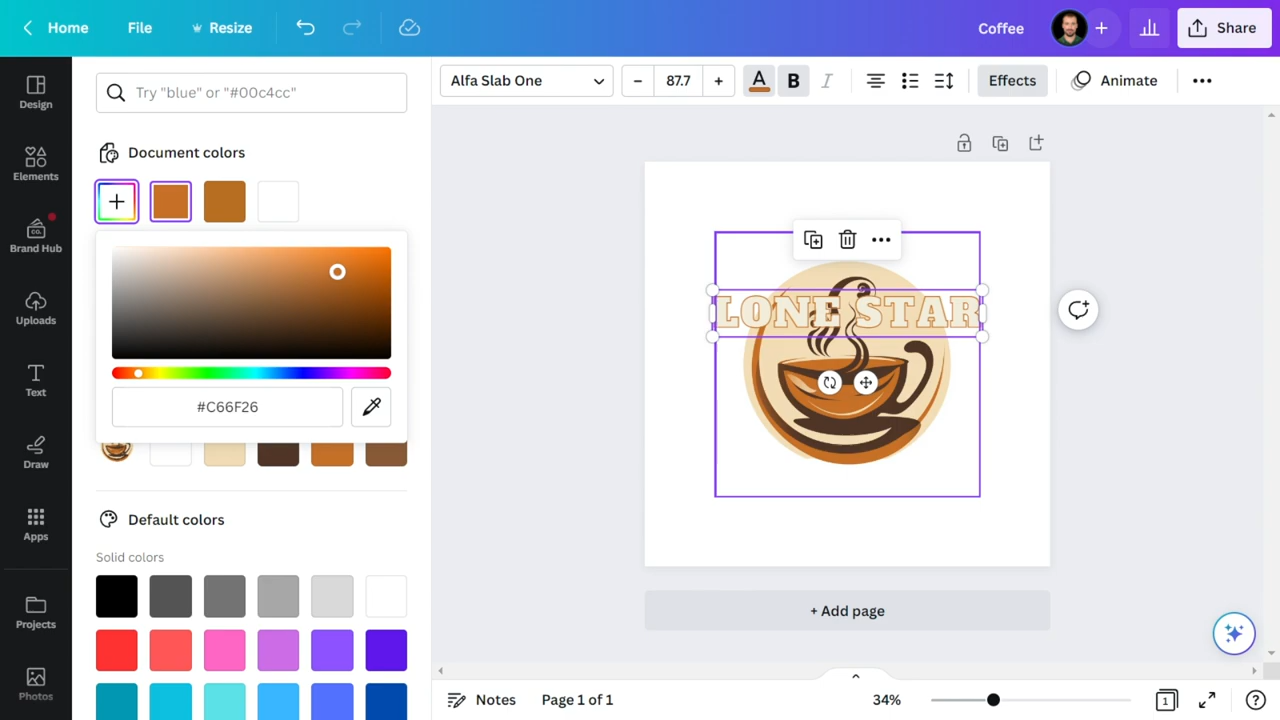 Home
File
Resize
Coffee
Share
Design
Elements
Brand Hub
CO.
Uploads
Text
Draw
Apps
Projects
Photos
Try "blue" or "#00c4cc"
Document colors
#C66F26
Default colors
Solid colors
Alfa Slab One
– 87.7 +
A
B
I
Effects
Animate
LONE STAR
+ Add page
Notes
Page 1 of 1
34%
1